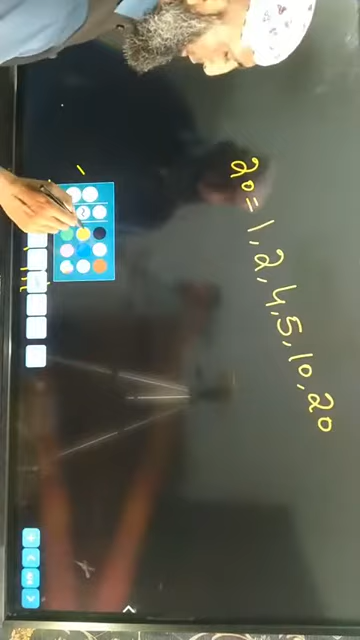 20 = 1, 2, 4, 5, 10, 20